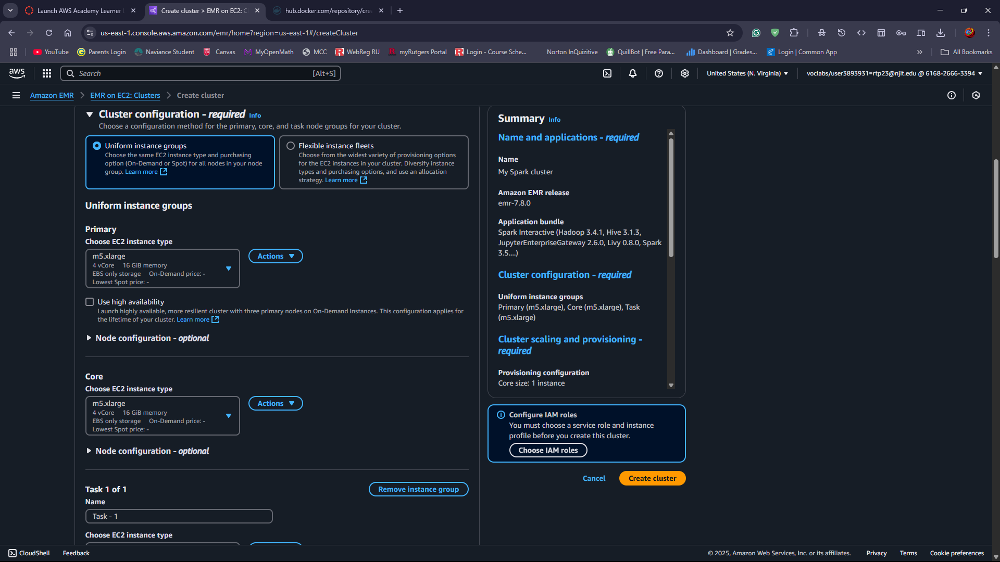 Launch AWS Academy Learner
Create cluster > EMR on EC2: C
hub.docker.com/repository/cre
us-east-1.console.aws.amazon.com/emr/home?region=us-east-1#/createCluster
YouTube
Parents Login
Naviance Student
Canvas
MyOpenMath
MCC
WebReg RU
myRutgers Portal
Login - Course Sche...
Norton InQuizitive
QuillBot | Free Para...
Dashboard | Grades...
Login | Common App
All Bookmarks
aws
Search
[Alt+S]
United States (N. Virginia)
voclabs/user3893931=rtp23@njit.edu @ 6168-2666-3394
Amazon EMR
EMR on EC2: Clusters
Create cluster
Cluster configuration - required Info
Choose a configuration method for the primary, core, and task node groups for your cluster.
Uniform instance groups
Choose the same EC2 instance type and purchasing
option (On-Demand or Spot) for all nodes in your node
group. Learn more
Flexible instance fleets
Choose from the widest variety of provisioning options
for the EC2 instances in your cluster. Diversify instance
types and purchasing options, and use an allocation
strategy. Learn more
Uniform instance groups
Primary
Choose EC2 instance type
m5.xlarge
4 vCore 16 GiB memory
EBS only storage On-Demand price: -
Lowest Spot price: -
Actions
Use high availability
Launch highly available, more resilient cluster with three primary nodes on On-Demand Instances. This configuration applies for
the lifetime of your cluster. Learn more
Node configuration - optional
Core
Choose EC2 instance type
m5.xlarge
4 vCore 16 GiB memory
EBS only storage On-Demand price: -
Lowest Spot price: -
Actions
Node configuration - optional
Task 1 of 1
Remove instance group
Name
Task - 1
Choose EC2 instance type
Summary Info
Name and applications - required
Name
My Spark cluster
Amazon EMR release
emr-7.8.0
Application bundle
Spark Interactive (Hadoop 3.4.1, Hive 3.1.3,
JupyterEnterpriseGateway 2.6.0, Livy 0.8.0, Spark
3.5....)
Cluster configuration - required
Uniform instance groups
Primary (m5.xlarge), Core (m5.xlarge), Task
(m5.xlarge)
Cluster scaling and provisioning -
required
Provisioning configuration
Core size: 1 instance
Configure IAM roles
You must choose a service role and instance
profile before you create this cluster.
Choose IAM roles
Cancel
Create cluster
CloudShell
Feedback
© 2025, Amazon Web Services, Inc. or its affiliates.
Privacy
Terms
Cookie preferences